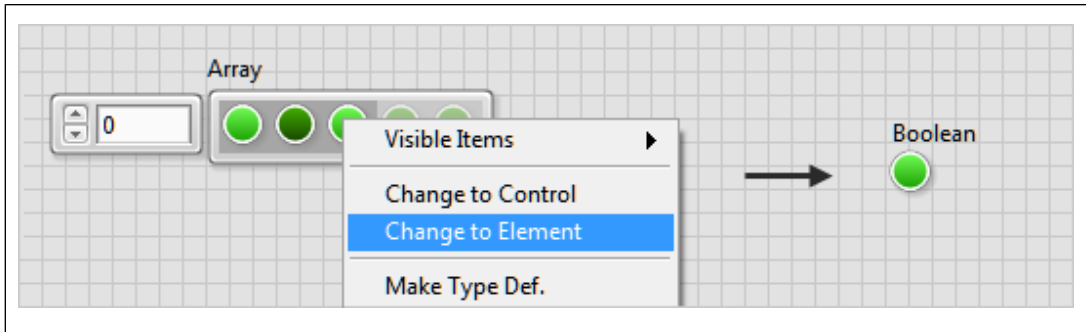 Array
0
Visible Items
Boolean
Change to Control
Change to Element
Make Type Def.